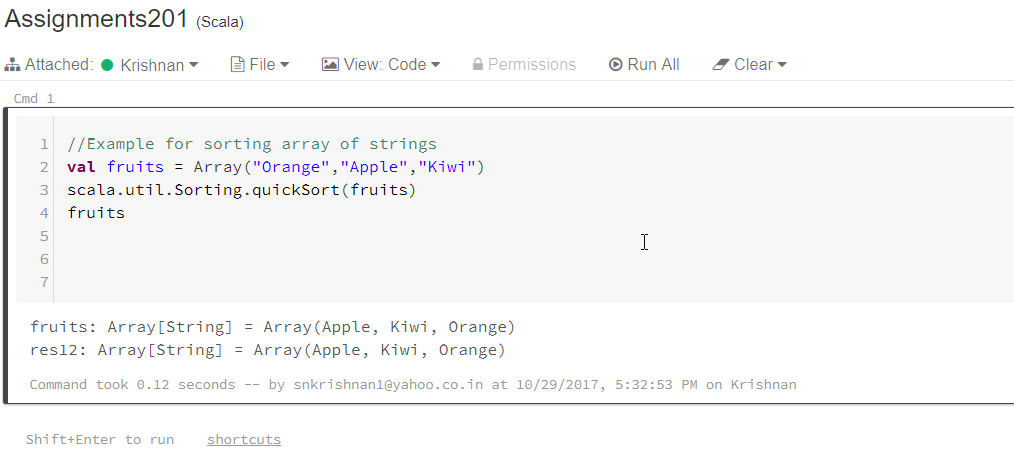 Assignments201 (Scala)
Attached: Krishnan File View: Code Permissions Run All Clear
Cmd 1
1 //Example for sorting array of strings
2 val fruits = Array("Orange","Apple","Kiwi")
3 scala.util.Sorting.quickSort(fruits)
4 fruits
5
6
7
fruits: Array[String] = Array(Apple, Kiwi, Orange)
res12: Array[String] = Array(Apple, Kiwi, Orange)
Command took 0.12 seconds -- by snkrishnan1@yahoo.co.in at 10/29/2017, 5:32:53 PM on Krishnan
Shift+Enter to run shortcuts